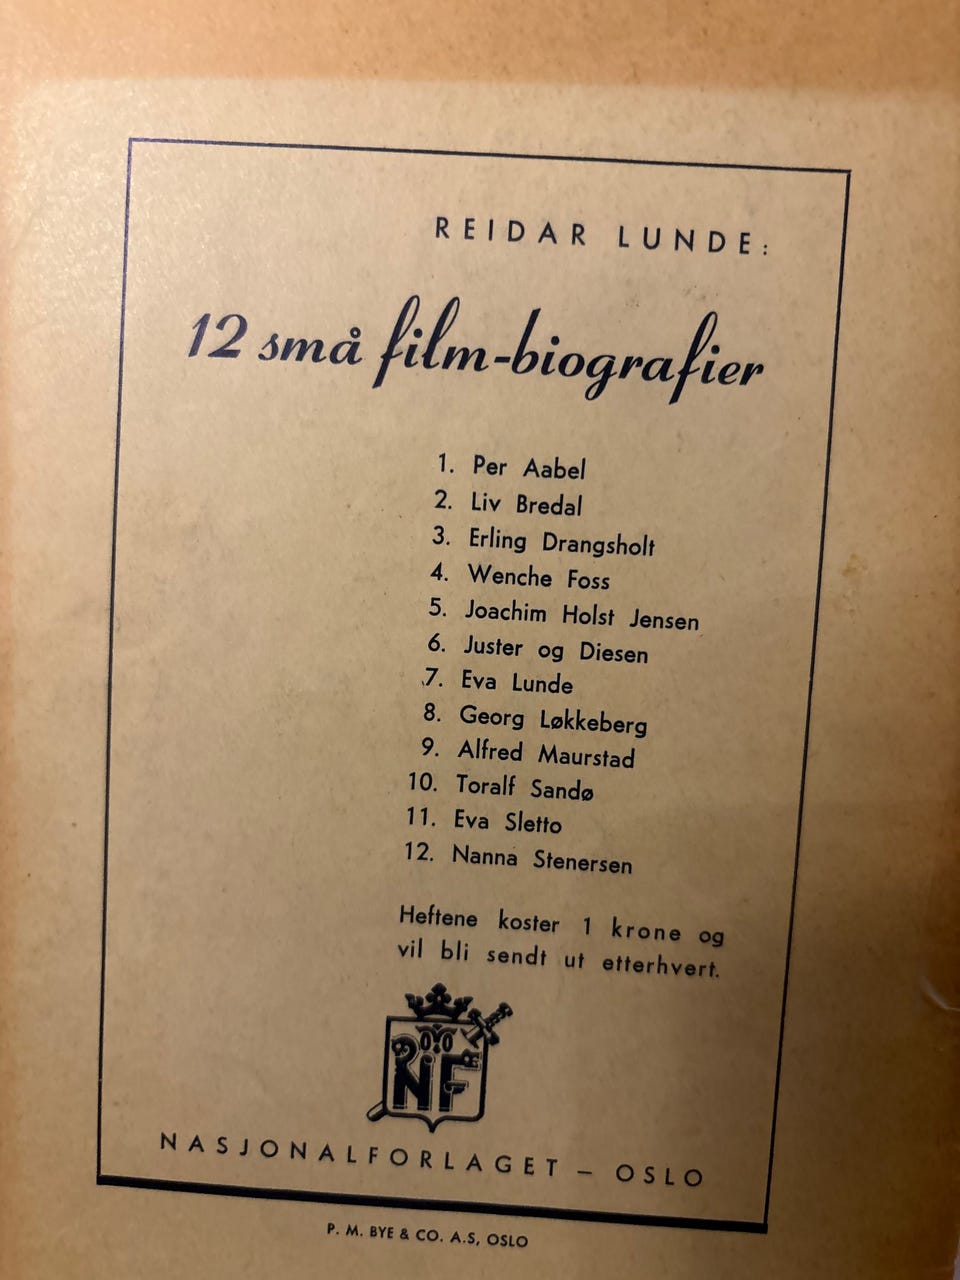 REIDAR LUNDE:
12 små film-biografier
1. Per Aabel
2. Liv Bredal
3. Erling Drangsholt
4. Wenche Foss
5. Joachim Holst Jensen
6. Juster og Diesen
7. Eva Lunde
8. Georg Løkkeberg
9. Alfred Maurstad
10. Toralf Sandø
11. Eva Sletto
12. Nanna Stenersen
Heftene koster 1 krone og
vil bli sendt ut etterhvert.
NF
NASJONALFORLAGET – OSLO
P. M. BYE & CO. A.S, OSLO